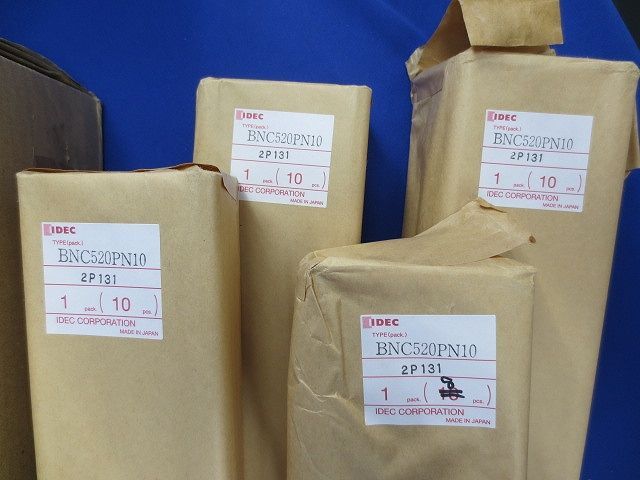 IDEC
TYPE(pack.)
BNC520PN10
2P131
1 pack. ( 10 pcs.)
IDEC CORPORATION
MADE IN JAPAN
IDEC
TYPE(pack.)
BNC520PN10
2P131
1 pack. ( 10 pcs.)
IDEC CORPORATION
MADE IN JAPAN
IDEC
TYPE(pack.)
BNC520PN10
2P131
1 pack. ( 10 pcs.)
IDEC CORPORATION
MADE IN JAPAN
IDEC
TYPE(pack.)
BNC520PN10
2P131
1 pack. ( pcs.)
IDEC CORPORATION
MADE IN JAPAN